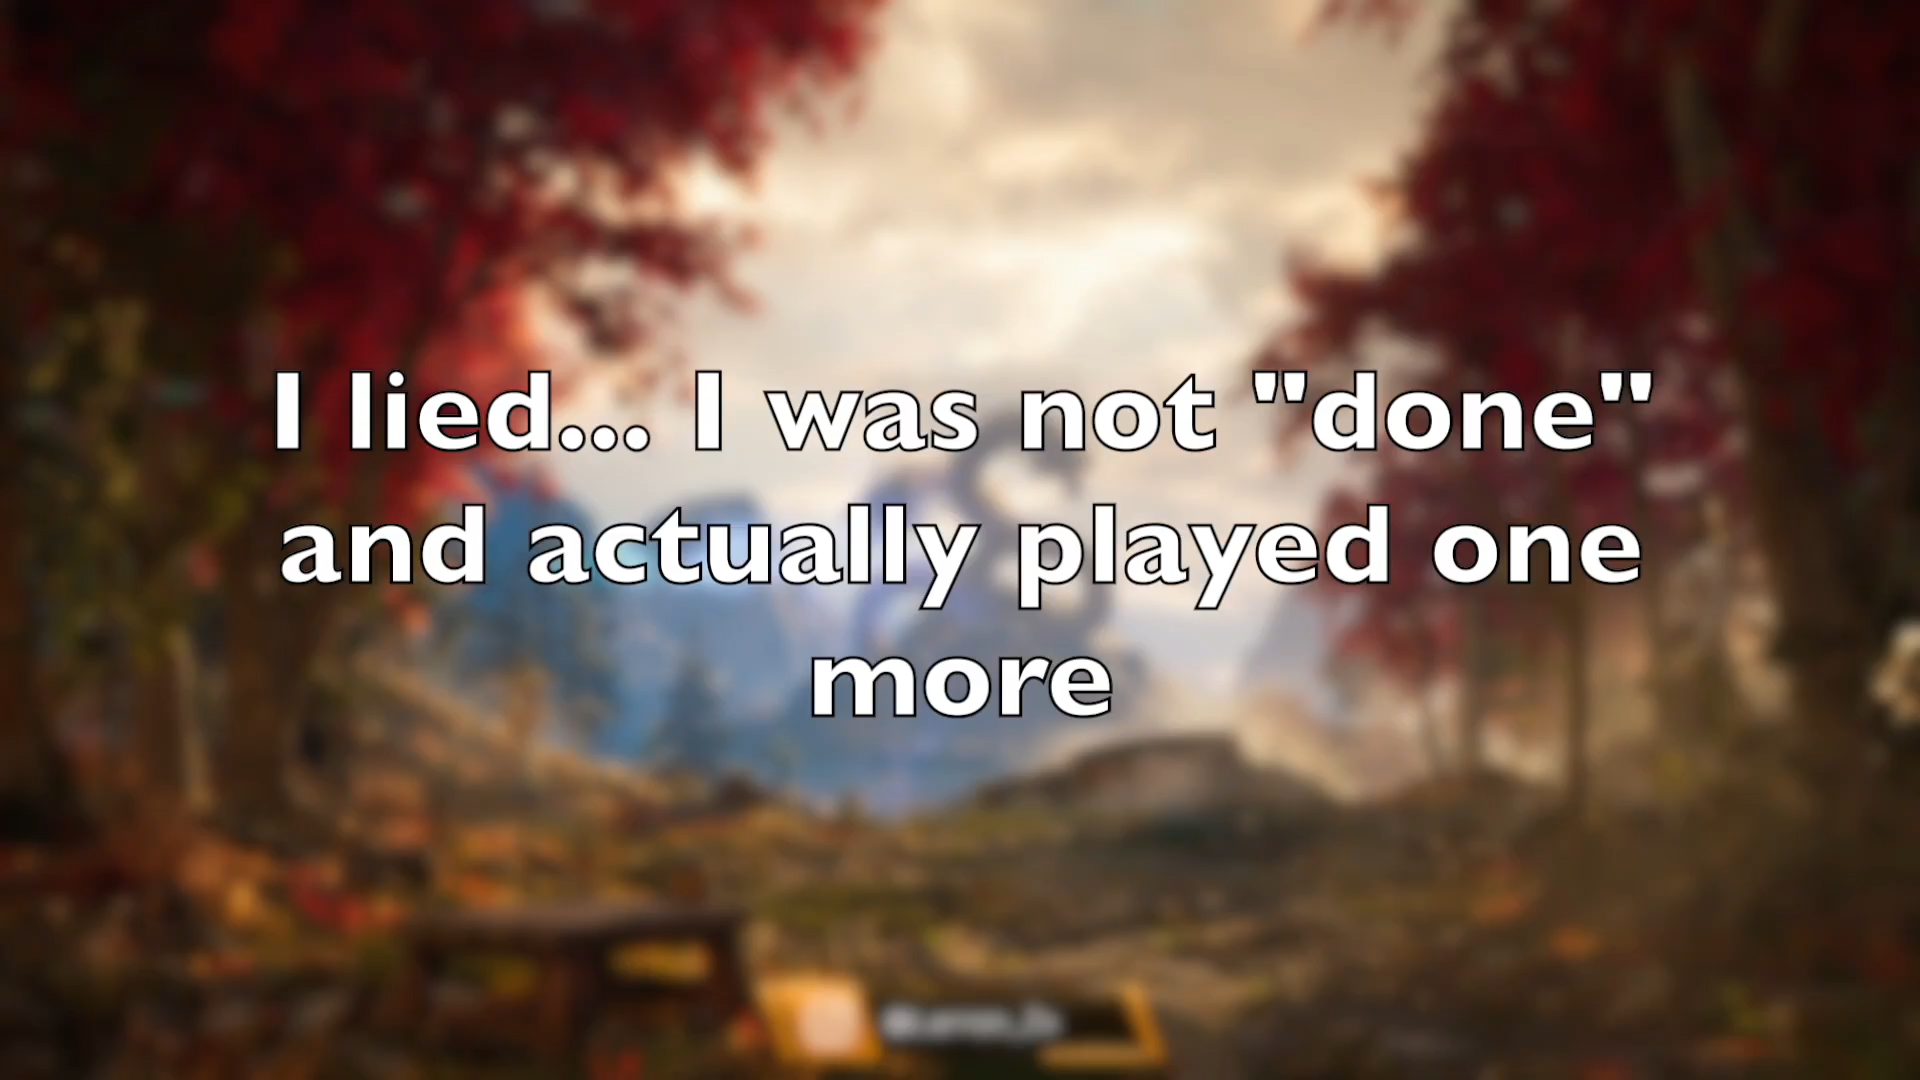 I lied... I was not "done"
and actually played one
more